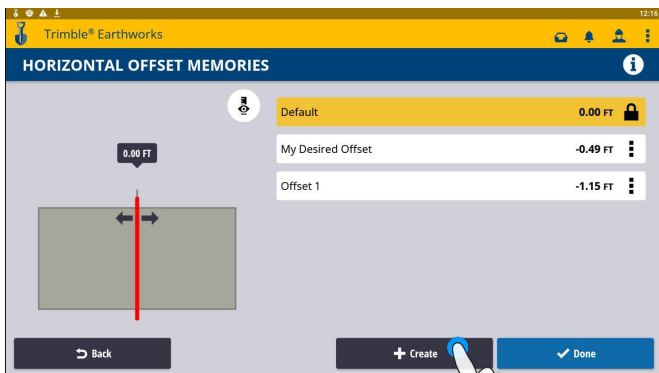 12:16
Trimble® Earthworks
HORIZONTAL OFFSET MEMORIES
i
0.00 FT
Default 0.00 FT
My Desired Offset -0.49 FT
Offset 1 -1.15 FT
Back
Create
Done